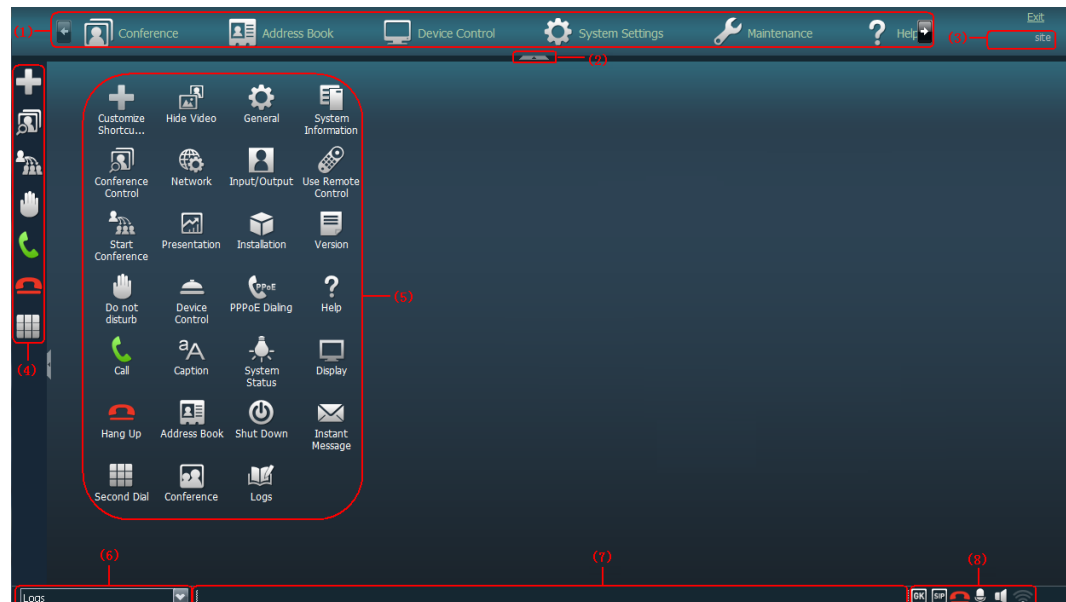 (1)
Conference
Address Book
Device Control
System Settings
Maintenance
Help
Exit
(3)
site
(2)
Customize Shortcu...
Hide Video
General
System Information
Conference Control
Network
Input/Output
Use Remote Control
Start Conference
Presentation
Installation
Version
Do not disturb
Device Control
PPPoE
PPPoE Dialing
Help
(5)
(4)
Call
aA
Caption
System Status
Display
Hang Up
Address Book
Shut Down
Instant Message
Second Dial
Conference
Logs
(6)
(7)
(8)
Logs
GK
SIP